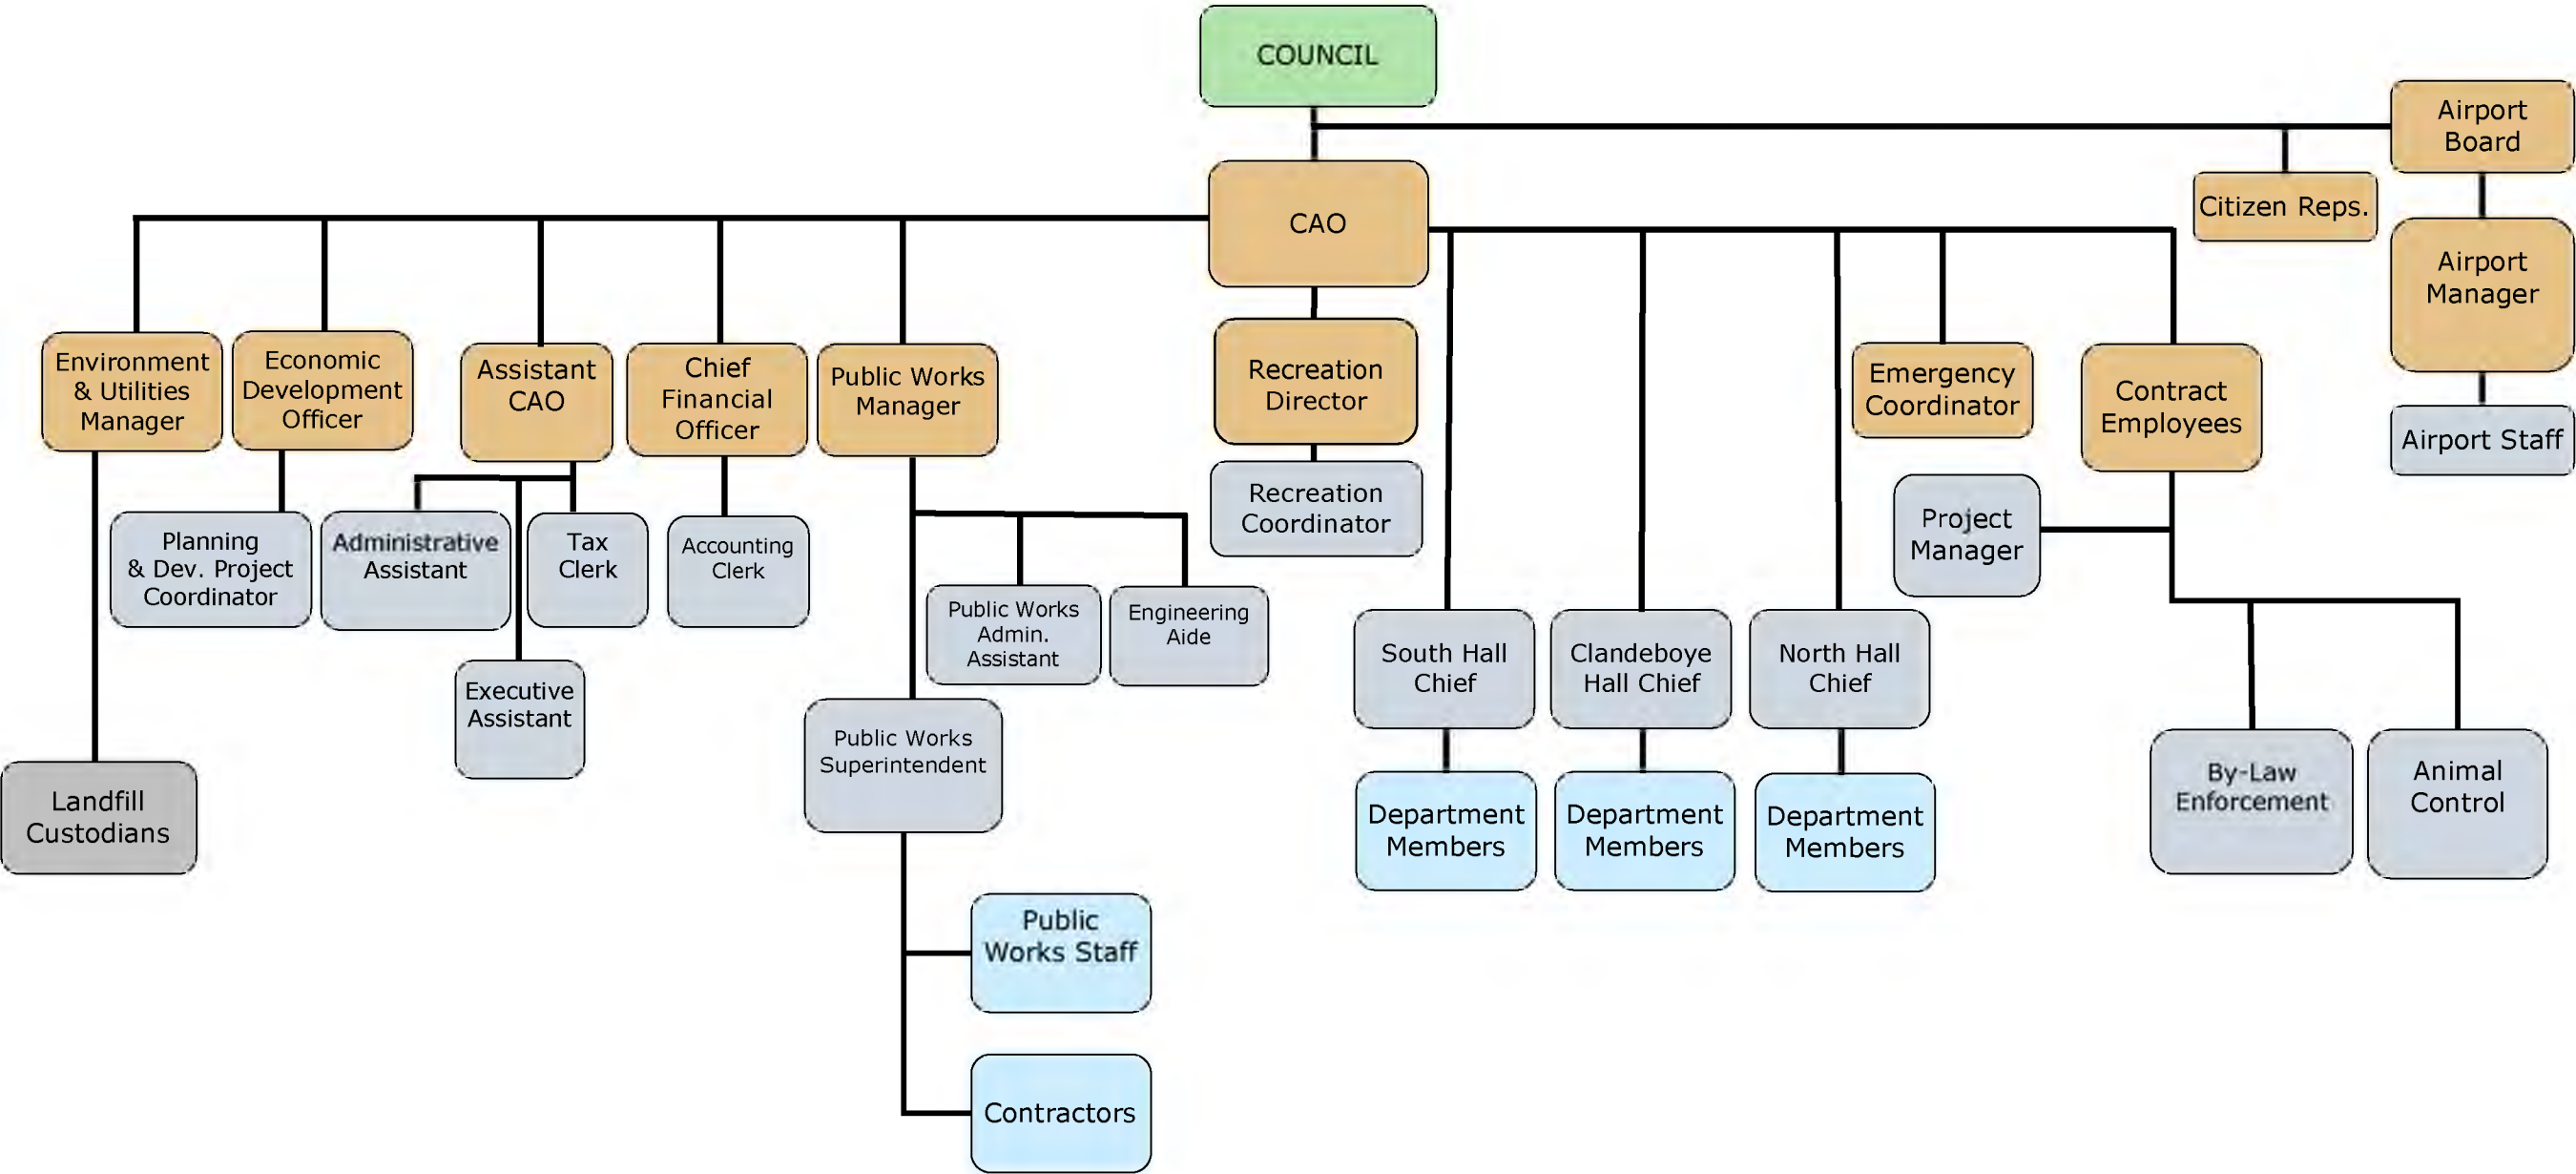 COUNCIL
Airport
Board
Citizen Reps.
CAO
Airport
Manager
Environment
& Utilities
Manager
Economic
Development
Officer
Assistant
CAO
Chief
Financial
Officer
Public Works
Manager
Recreation
Director
Emergency
Coordinator
Contract
Employees
Airport Staff
Planning
& Dev. Project
Coordinator
Administrative
Assistant
Tax
Clerk
Accounting
Clerk
Recreation
Coordinator
Project
Manager
Public Works
Admin.
Assistant
Engineering
Aide
Executive
Assistant
South Hall
Chief
Clandeboye
Hall Chief
North Hall
Chief
Public Works
Superintendent
Landfill
Custodians
Department
Members
Department
Members
Department
Members
By-Law
Enforcement
Animal
Control
Public
Works Staff
Contractors